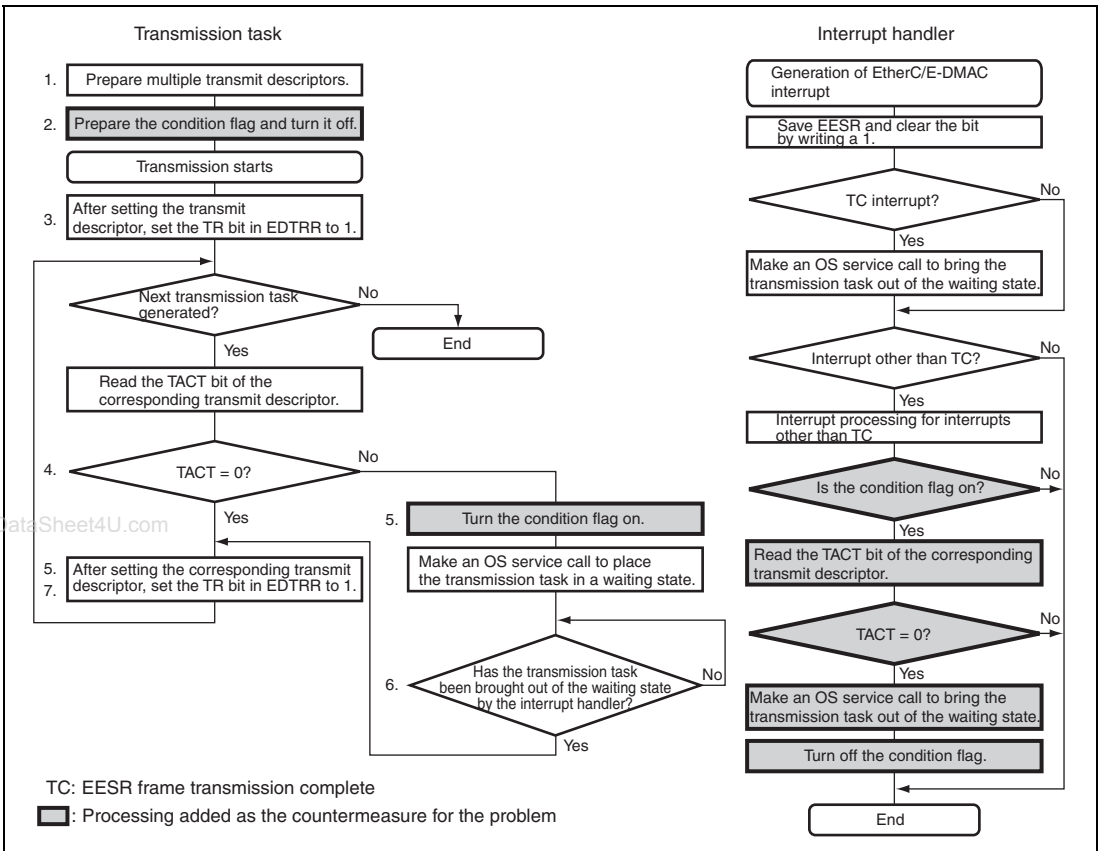 Transmission task
1.
Prepare multiple transmit descriptors.
2.
Prepare the condition flag and turn it off.
Transmission starts
3.
After setting the transmit
descriptor, set the TR bit in EDTRR to 1.
Next transmission task
generated?
No
End
Yes
Read the TACT bit of the
corresponding transmit descriptor.
4.
TACT = 0?
No
Yes
5.
7.
After setting the corresponding transmit
descriptor, set the TR bit in EDTRR to 1.
5.
Turn the condition flag on.
Make an OS service call to place
the transmission task in a waiting state.
6.
Has the transmission task
been brought out of the waiting state
by the interrupt handler?
No
Yes
Interrupt handler
Generation of EtherC/E-DMAC
interrupt
Save EESR and clear the bit
by writing a 1.
TC interrupt?
No
Yes
Make an OS service call to bring the
transmission task out of the waiting state.
Interrupt other than TC?
No
Yes
Interrupt processing for interrupts
other than TC
Is the condition flag on?
No
Yes
Read the TACT bit of the corresponding
transmit descriptor.
TACT = 0?
No
Yes
Make an OS service call to bring the
transmission task out of the waiting state.
Turn off the condition flag.
End
TC: EESR frame transmission complete
: Processing added as the countermeasure for the problem
DataSheet4U.com